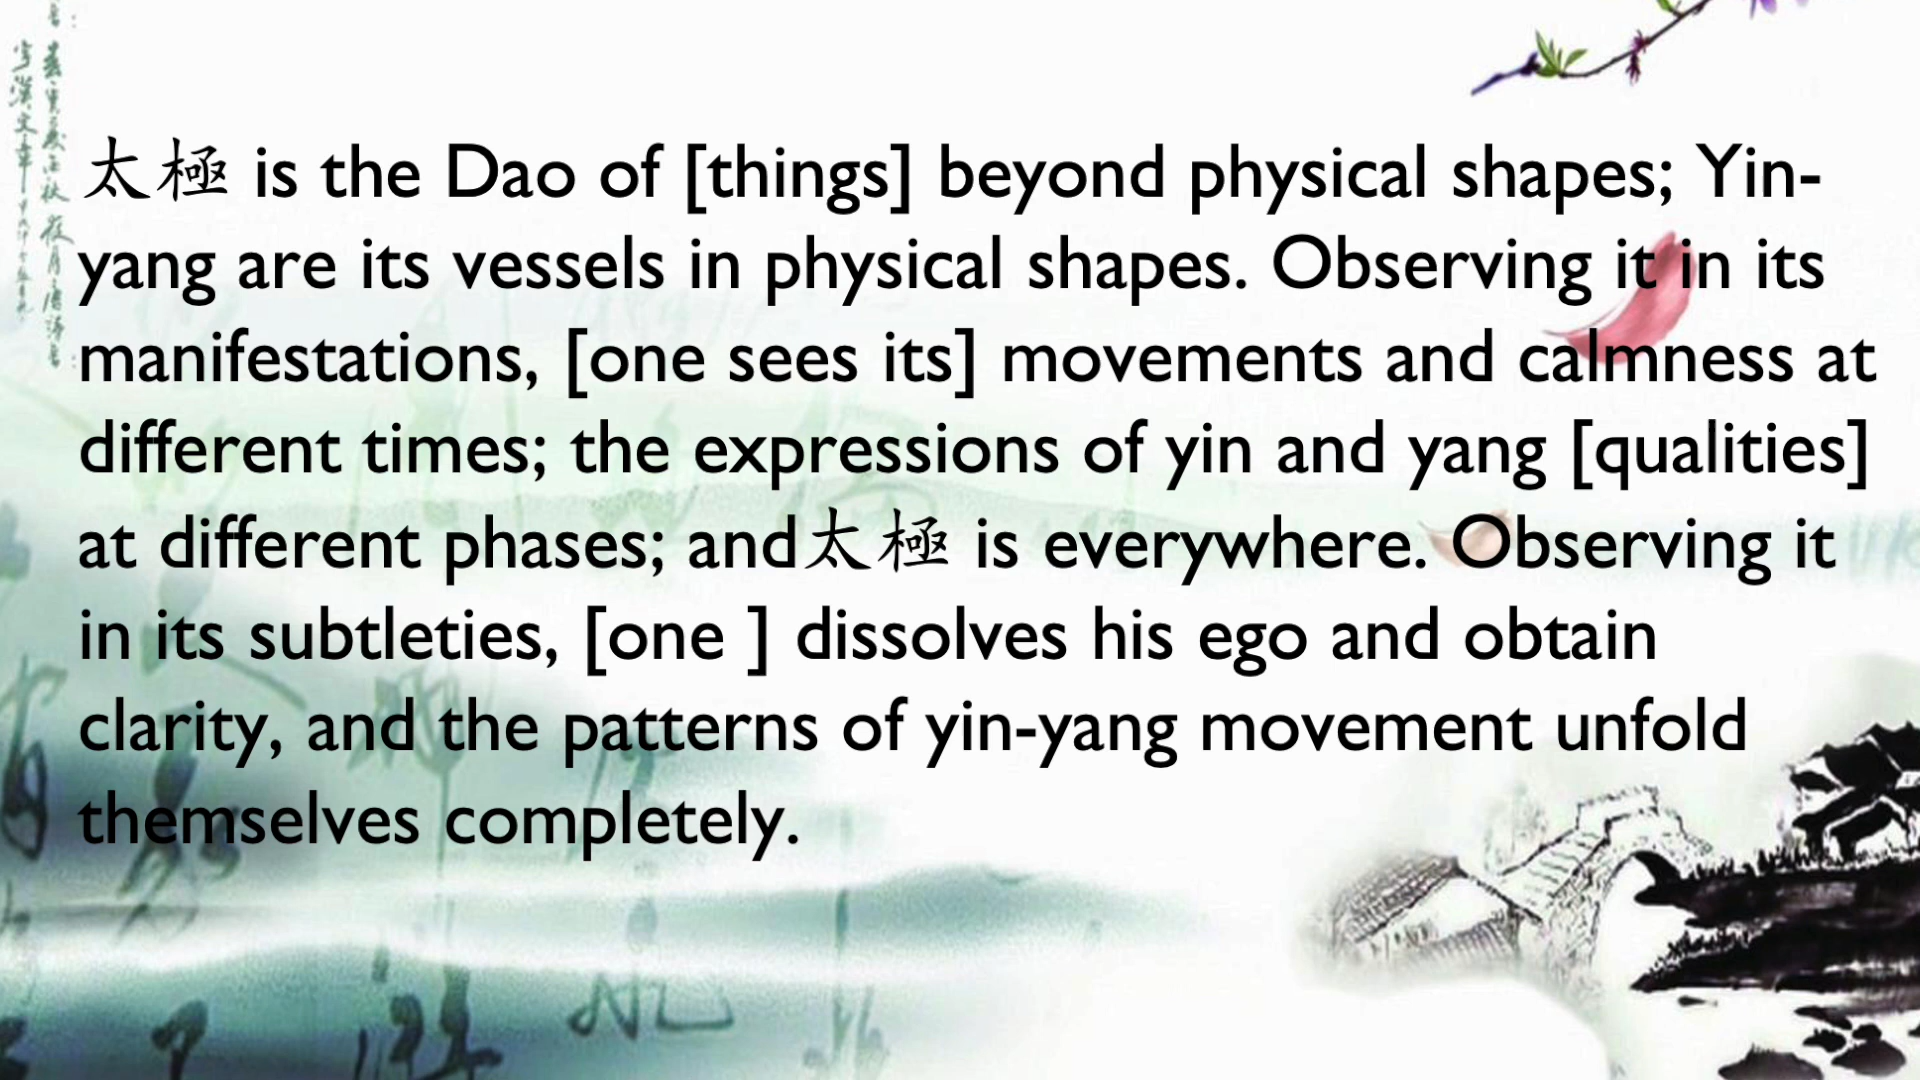 太極 is the Dao of [things] beyond physical shapes; Yin-
yang are its vessels in physical shapes. Observing it in its
manifestations, [one sees its] movements and calmness at
different times; the expressions of yin and yang [qualities]
at different phases; and太極 is everywhere. Observing it
in its subtleties, [one ] dissolves his ego and obtain
clarity, and the patterns of yin-yang movement unfold
themselves completely.